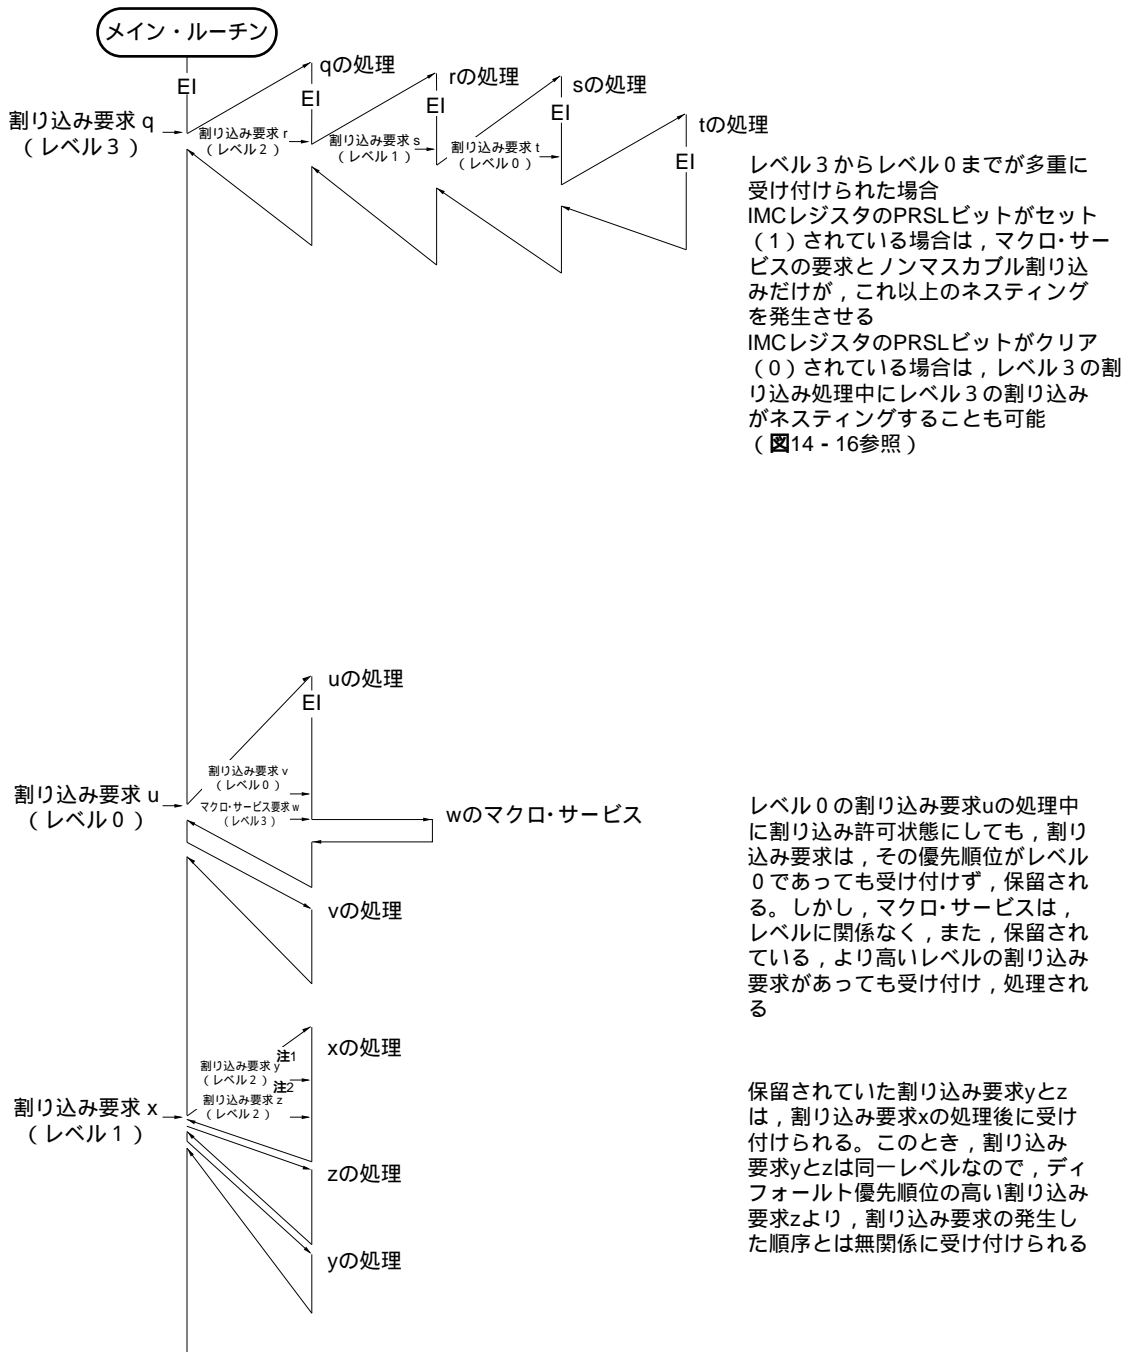 メイン・ルーチン
EI
qの処理
EI
rの処理
EI
sの処理
EI
tの処理
EI
割り込み要求 q
（レベル３）
割り込み要求 r
（レベル２）
割り込み要求 s
（レベル１）
割り込み要求 t
（レベル０）
レベル３からレベル０までが多重に
受け付けられた場合
IMCレジスタのPRSLビットがセット
（１）されている場合は，マクロ・サー
ビスの要求とノンマスカブル割り込
みだけが，これ以上のネスティング
を発生させる
IMCレジスタのPRSLビットがクリア
（０）されている場合は，レベル３の割
り込み処理中にレベル３の割り込み
がネスティングすることも可能
（図14－16参照）
uの処理
EI
割り込み要求 v
（レベル０）
割り込み要求 u
（レベル０）
マクロ・サービス要求 w
（レベル３）
wのマクロ・サービス
vの処理
レベル０の割り込み要求uの処理中
に割り込み許可状態にしても，割り
込み要求は，その優先順位がレベル
０であっても受け付けず，保留され
る。しかし，マクロ・サービスは，
レベルに関係なく，また，保留され
ている，より高いレベルの割り込み
要求があっても受け付け，処理され
る
xの処理
割り込み要求 y注1
（レベル２）
割り込み要求 z注2
（レベル２）
割り込み要求 x
（レベル１）
zの処理
yの処理
保留されていた割り込み要求yとz
は，割り込み要求xの処理後に受け
付けられる。このとき，割り込み
要求yとzは同一レベルなので，ディ
フォールト優先順位の高い割り込み
要求zより，割り込み要求の発生し
た順序とは無関係に受け付けられる